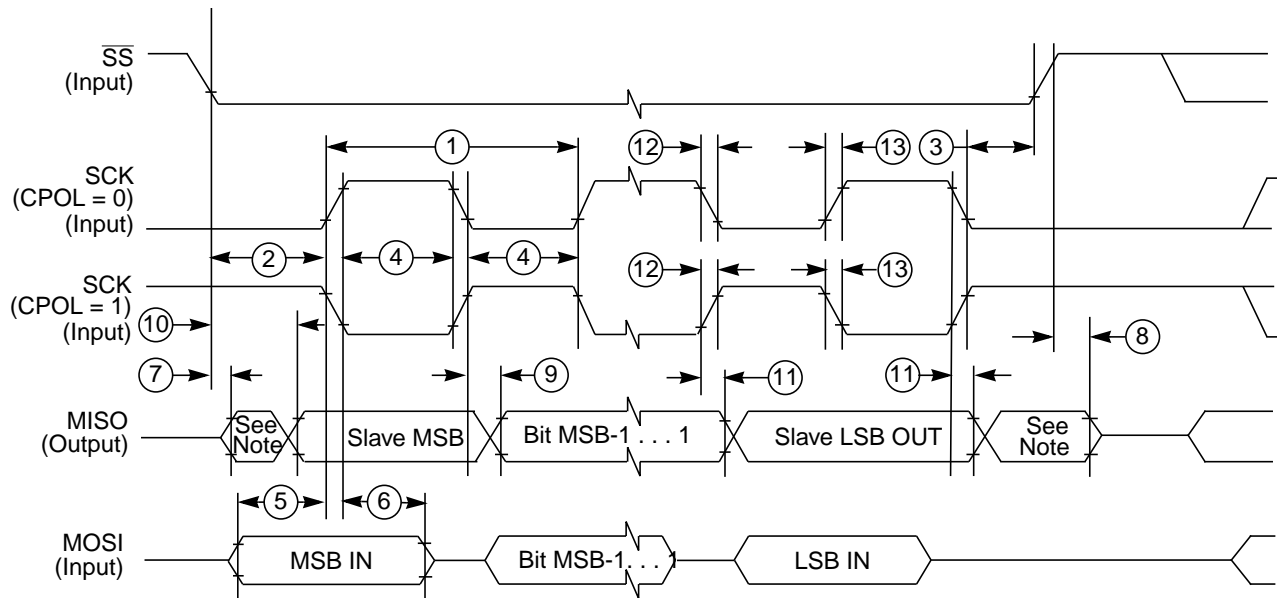 SS
(Input)
1
12
13
3
SCK
(CPOL = 0)
(Input)
2
4
4
12
13
SCK
(CPOL = 1)
(Input)
10
8
7
9
11
11
MISO
(Output)
See
Note
Slave MSB
Bit MSB-1 . . . 1
Slave LSB OUT
See
Note
5
6
MOSI
(Input)
MSB IN
Bit MSB-1. . . 1
LSB IN